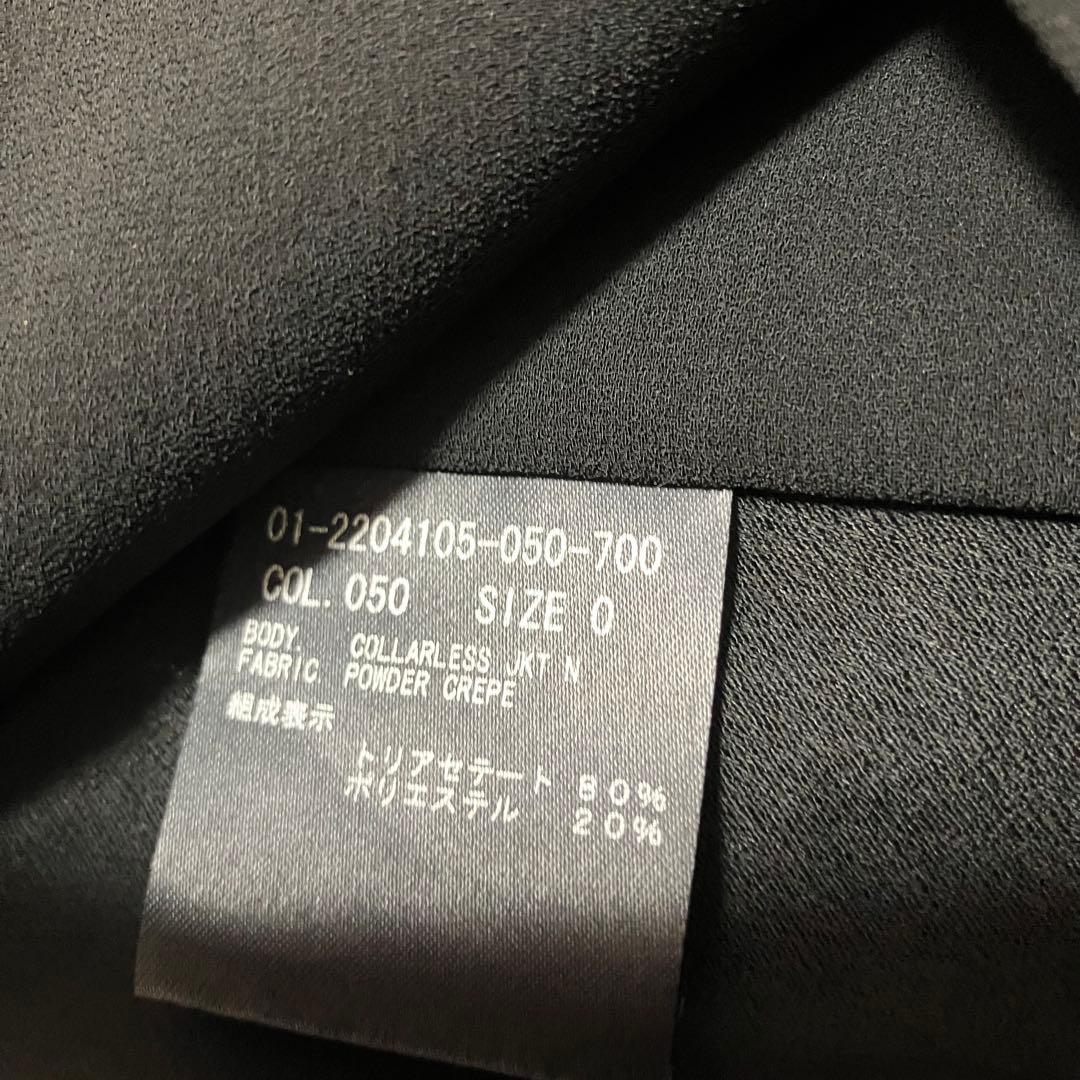 01-2204105-050-700
COL. 050 SIZE 0
BODY. COLLARLESS JKT N
FABRIC POWDER CREPE
組成表示
トリアセテート 80%
ポリエステル 20%